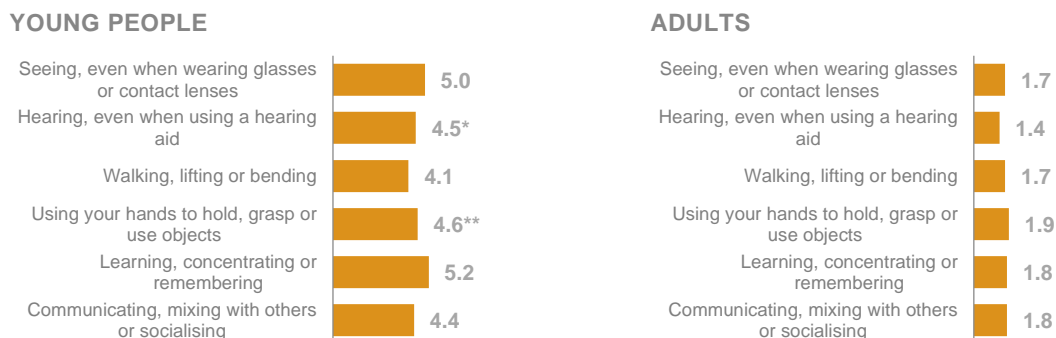 YOUNG PEOPLE
Seeing, even when wearing glasses
or contact lenses
5.0
Hearing, even when using a hearing
aid
4.5*
Walking, lifting or bending
4.1
Using your hands to hold, grasp or
use objects
4.6**
Learning, concentrating or
remembering
5.2
Communicating, mixing with others
or socialising
4.4
ADULTS
Seeing, even when wearing glasses
or contact lenses
1.7
Hearing, even when using a hearing
aid
1.4
Walking, lifting or bending
1.7
Using your hands to hold, grasp or
use objects
1.9
Learning, concentrating or
remembering
1.8
Communicating, mixing with others
or socialising
1.8